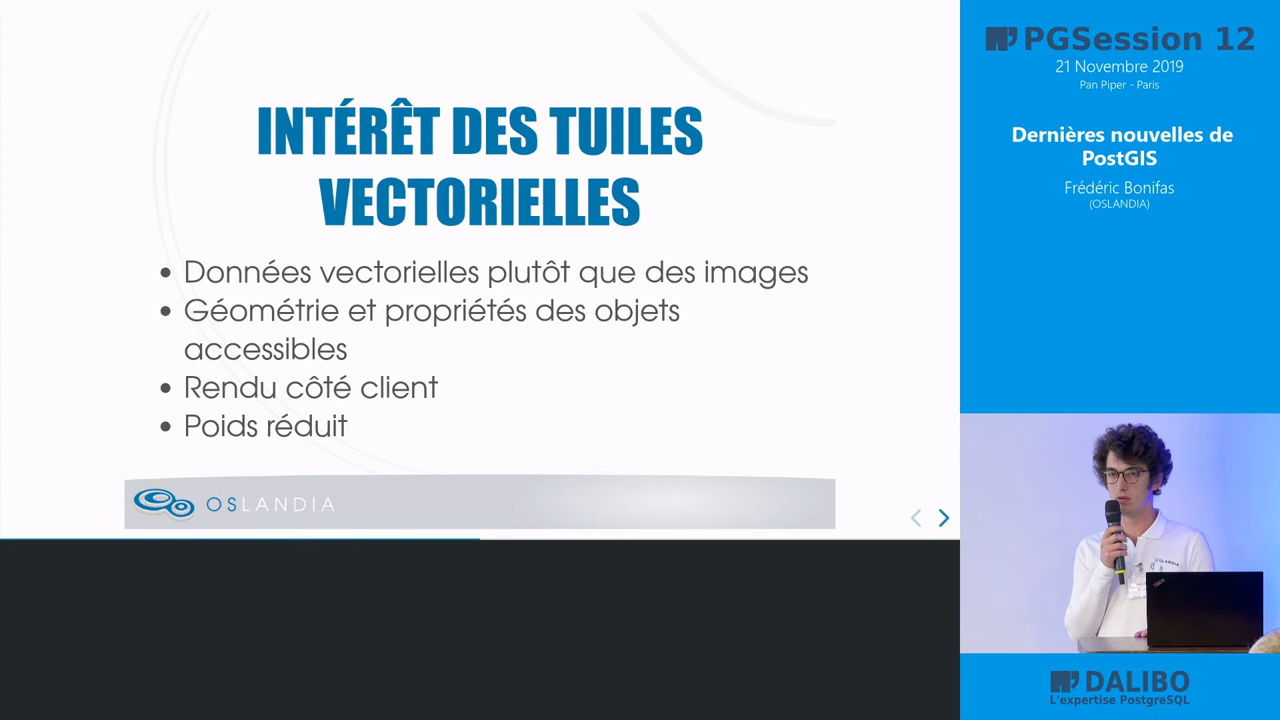 INTÉRÊT DES TUILES
VECTORIELLES
• Données vectorielles plutôt que des images
• Géométrie et propriétés des objets
accessibles
• Rendu côté client
• Poids réduit
OSLANDIA
PGSession 12
21 Novembre 2019
Pan Piper - Paris
Dernières nouvelles de
PostGIS
Frédéric Bonifas
(OSLANDIA)
OSLANDIA
DALIBO
L'expertise PostgreSQL